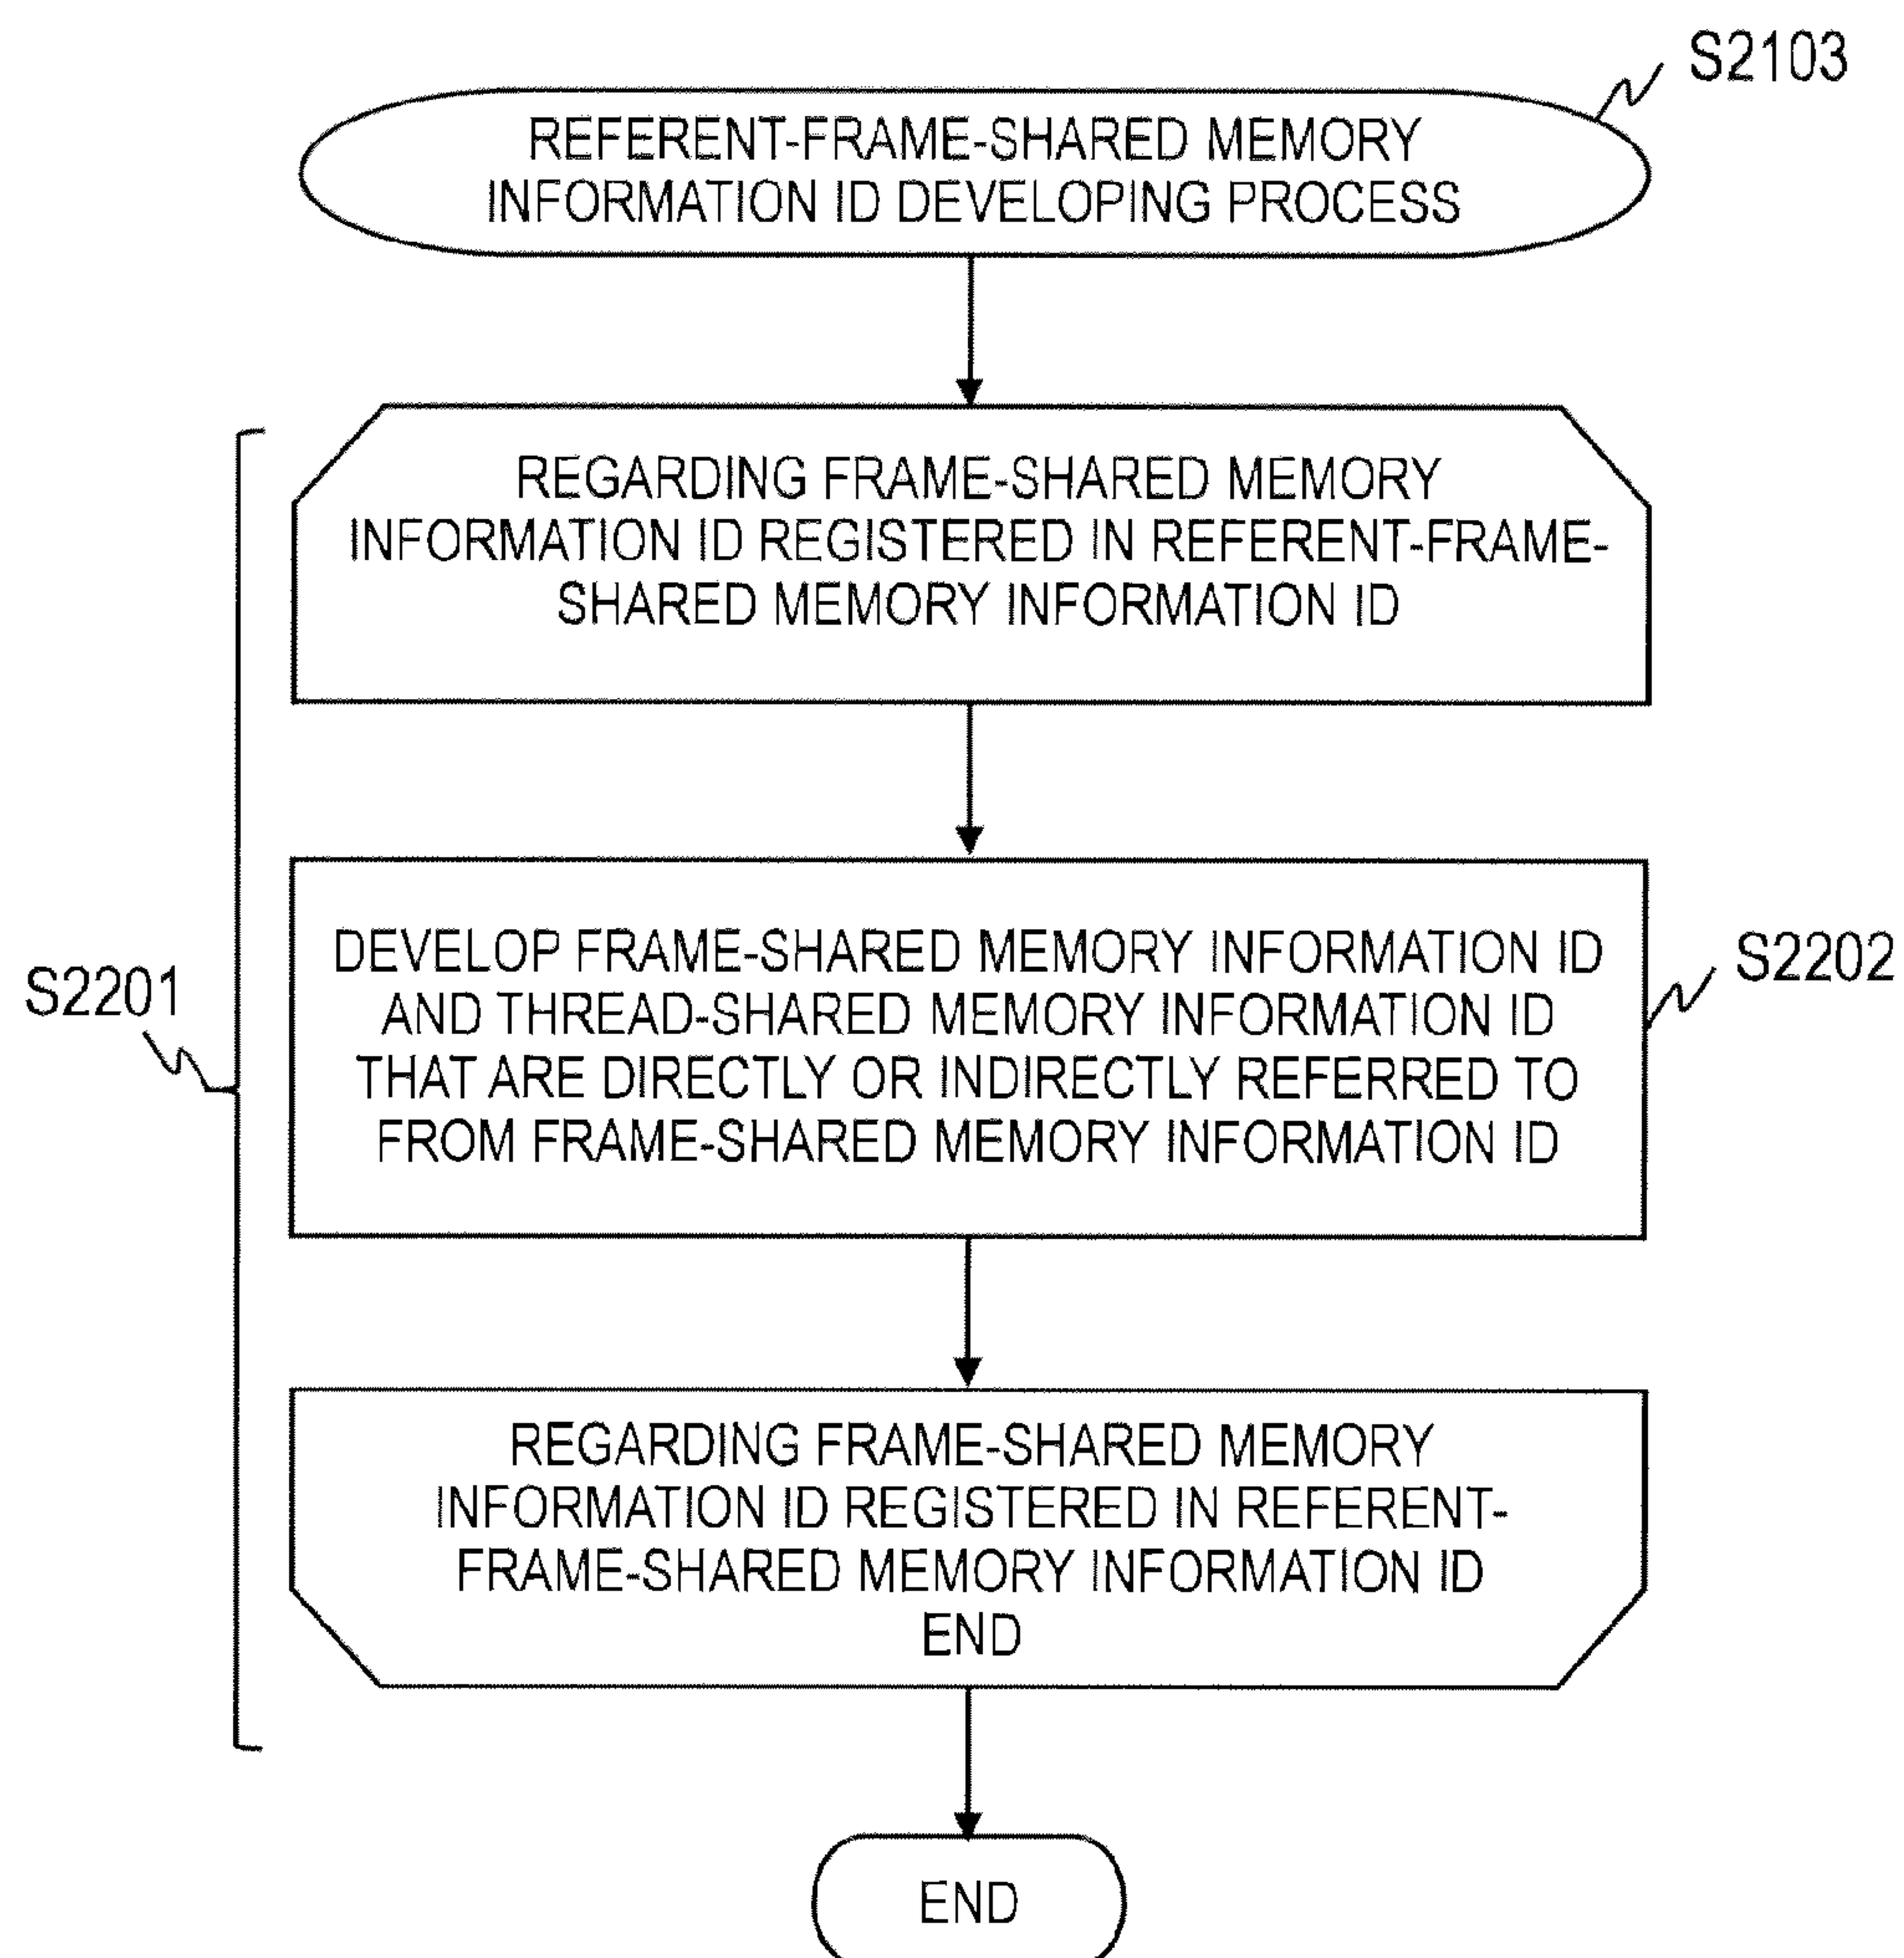 S2103
REFERENT-FRAME-SHARED MEMORY
INFORMATION ID DEVELOPING PROCESS
REGARDING FRAME-SHARED MEMORY
INFORMATION ID REGISTERED IN REFERENT-FRAME-
SHARED MEMORY INFORMATION ID
S2201
DEVELOP FRAME-SHARED MEMORY INFORMATION ID
AND THREAD-SHARED MEMORY INFORMATION ID
THAT ARE DIRECTLY OR INDIRECTLY REFERRED TO
FROM FRAME-SHARED MEMORY INFORMATION ID
S2202
REGARDING FRAME-SHARED MEMORY
INFORMATION ID REGISTERED IN REFERENT-
FRAME-SHARED MEMORY INFORMATION ID
END
END